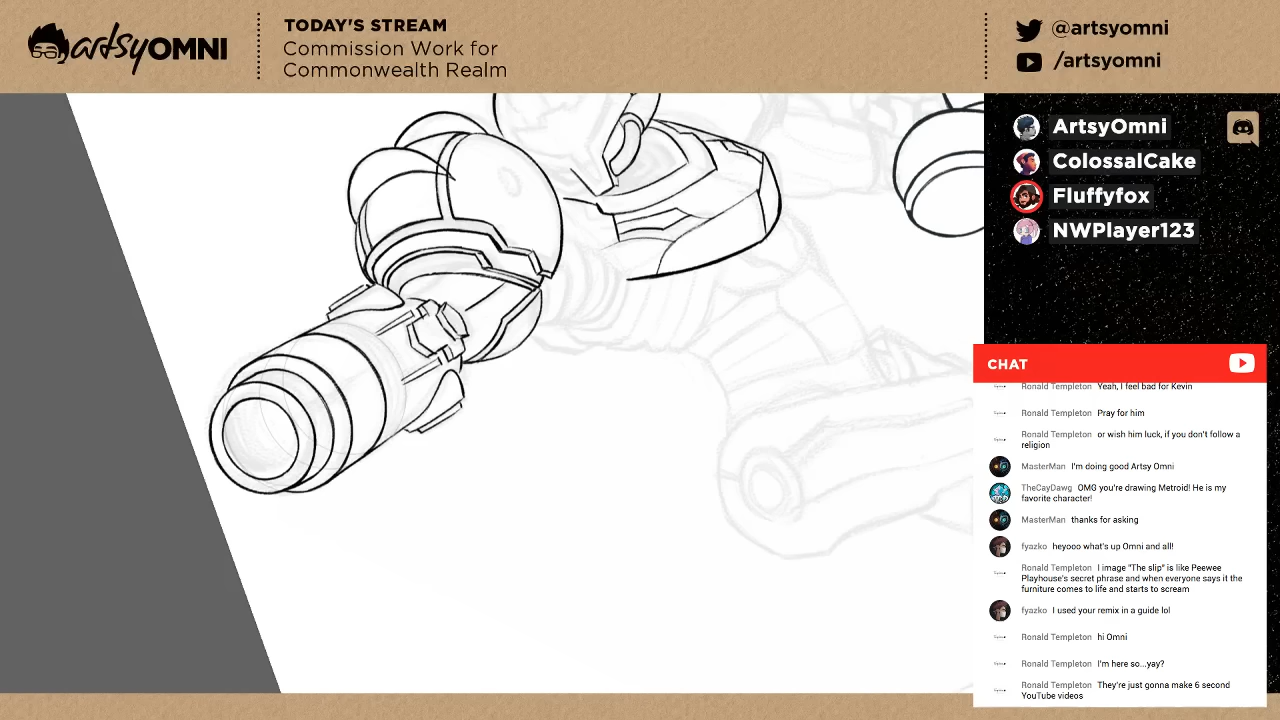 artsyOMNI
TODAY'S STREAM
Commission Work for
Commonwealth Realm
@artsyomni
/artsyomni
ArtsyOmni
ColossalCake
Fluffyfox
NWPlayer123
CHAT
Ronald Templeton Yeah, I feel bad for Kevin
Ronald Templeton Pray for him
Ronald Templeton or wish him luck, if you don't follow a
religion
MasterMan I'm doing good Artsy Omni
TheCayDawg OMG you're drawing Metroid! He is my
favorite character!
MasterMan thanks for asking
fyazko heyooo what's up Omni and all!
Ronald Templeton I image "The slip" is like Peewee
Playhouse's secret phrase and when everyone says it the
furniture comes to life and starts to scream
fyazko I used your remix in a guide lol
Ronald Templeton hi Omni
Ronald Templeton I'm here so...yay?
Ronald Templeton They're just gonna make 6 second
YouTube videos